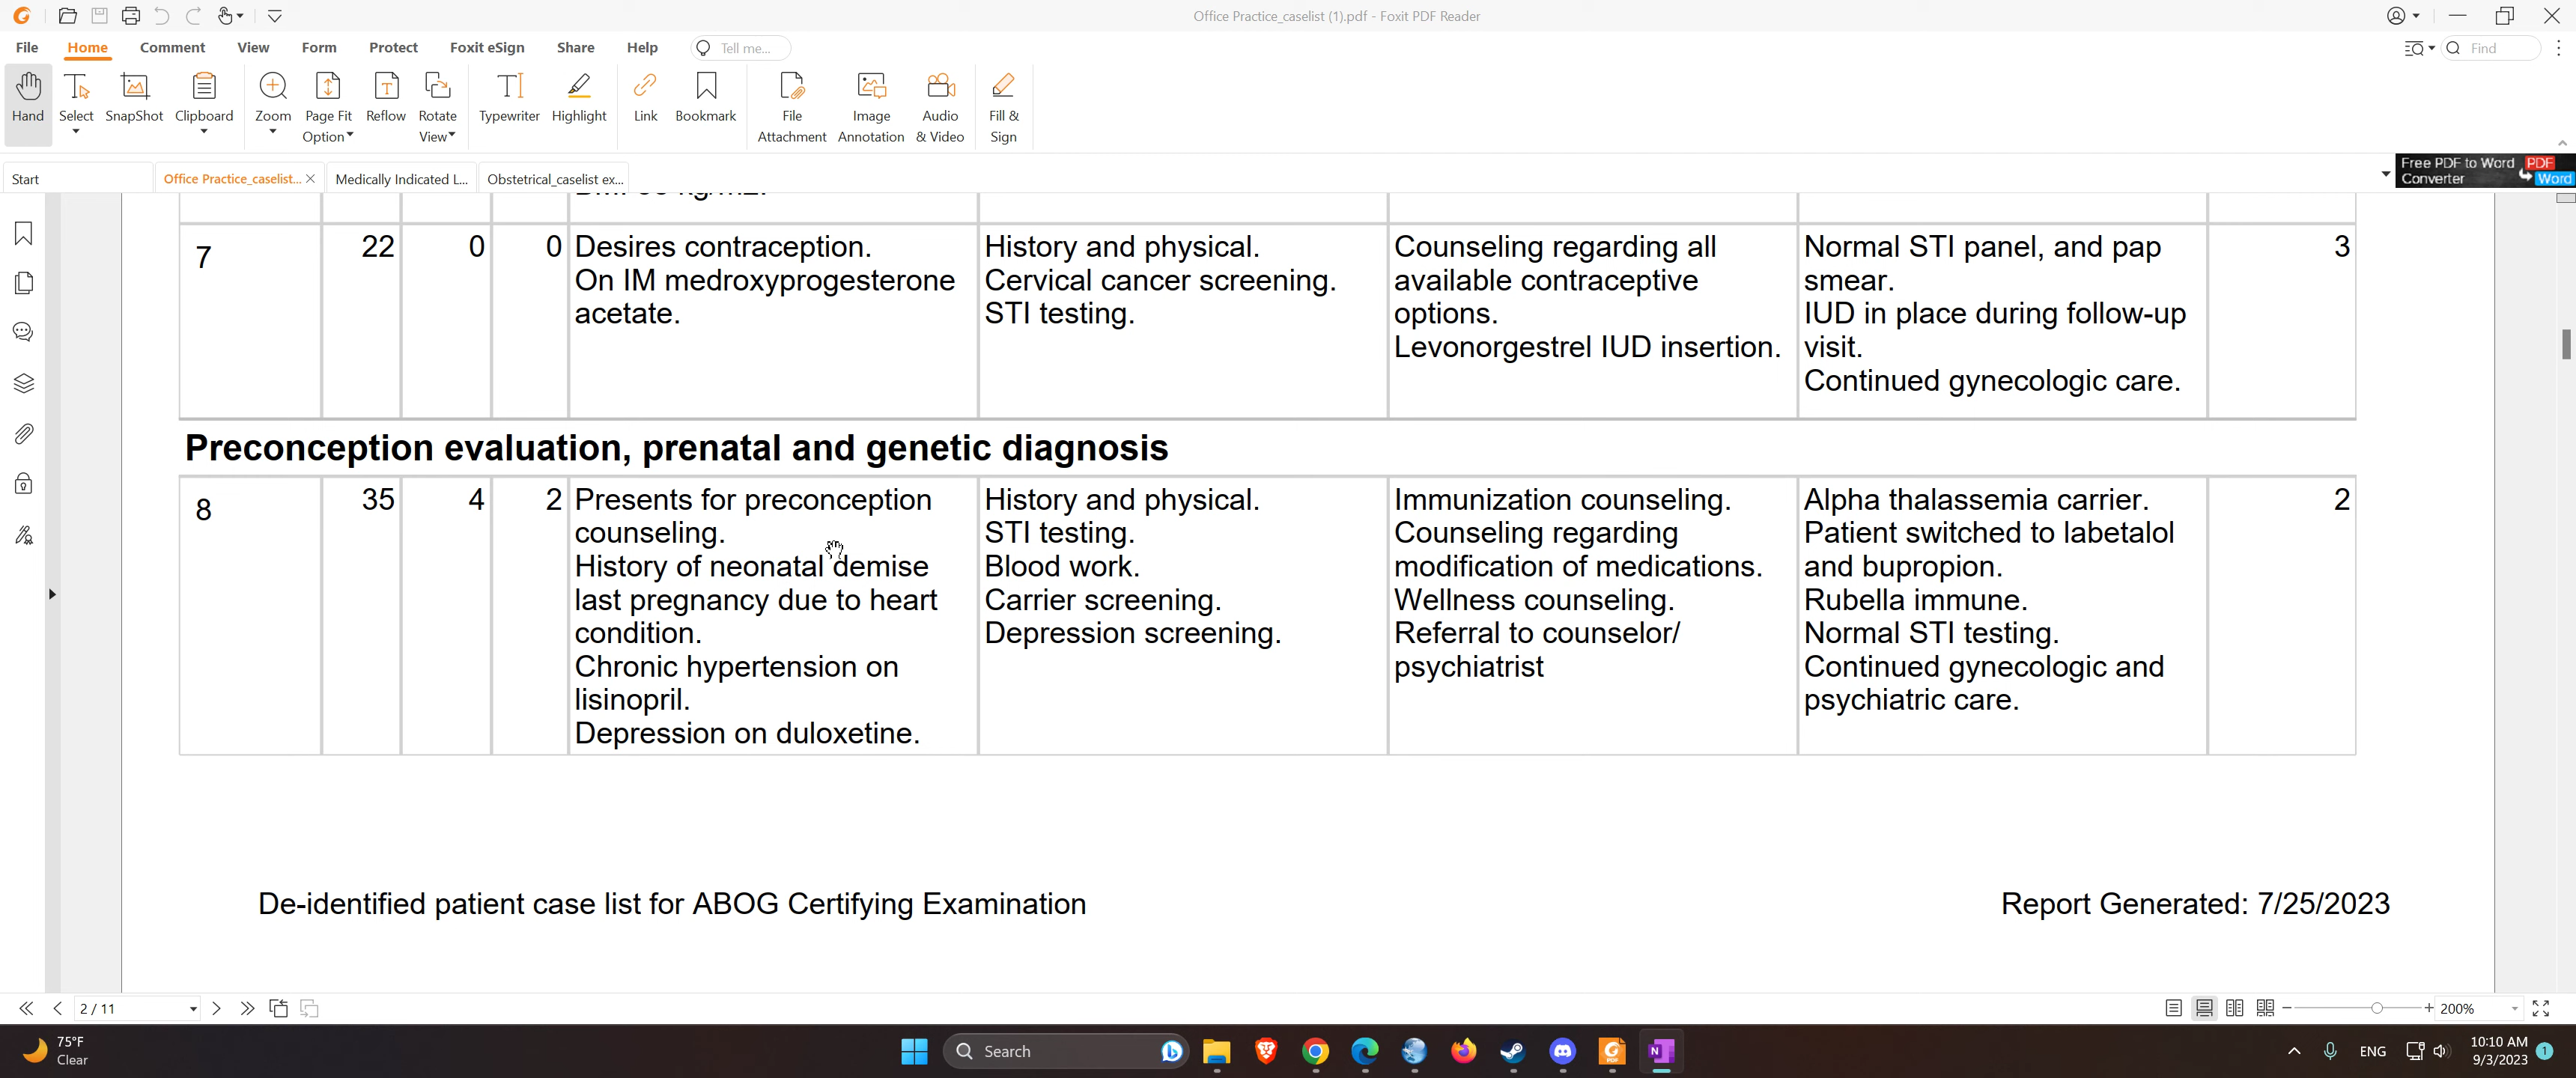 Office Practice_caselist (1).pdf - Foxit PDF Reader
File Home Comment View Form Protect Foxit eSign Share Help Tell me... Find
Hand Select SnapShot Clipboard Zoom Page Fit Option Reflow Rotate View Typewriter Highlight Link Bookmark File Attachment Image Annotation Audio & Video Fill & Sign
Start Office Practice_caselist... Medically Indicated L... Obstetrical_caselist ex...
Free PDF to Word Converter PDF Word
7 22 0 0
Desires contraception.
On IM medroxyprogesterone
acetate.
History and physical.
Cervical cancer screening.
STI testing.
Counseling regarding all
available contraceptive
options.
Levonorgestrel IUD insertion.
Normal STI panel, and pap
smear.
IUD in place during follow-up
visit.
Continued gynecologic care.
3
Preconception evaluation, prenatal and genetic diagnosis
8 35 4 2
Presents for preconception
counseling.
History of neonatal demise
last pregnancy due to heart
condition.
Chronic hypertension on
lisinopril.
Depression on duloxetine.
History and physical.
STI testing.
Blood work.
Carrier screening.
Depression screening.
Immunization counseling.
Counseling regarding
modification of medications.
Wellness counseling.
Referral to counselor/
psychiatrist
Alpha thalassemia carrier.
Patient switched to labetalol
and bupropion.
Rubella immune.
Normal STI testing.
Continued gynecologic and
psychiatric care.
2
De-identified patient case list for ABOG Certifying Examination
Report Generated: 7/25/2023
2 / 11
200%
75°F
Clear
Search
ENG
10:10 AM
9/3/2023
1